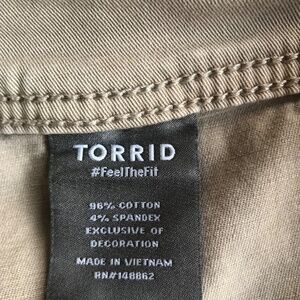 TORRID
#FeelTheFit
96% COTTON
4% SPANDEX
EXCLUSIVE OF
DECORATION
MADE IN VIETNAM
RN#148862